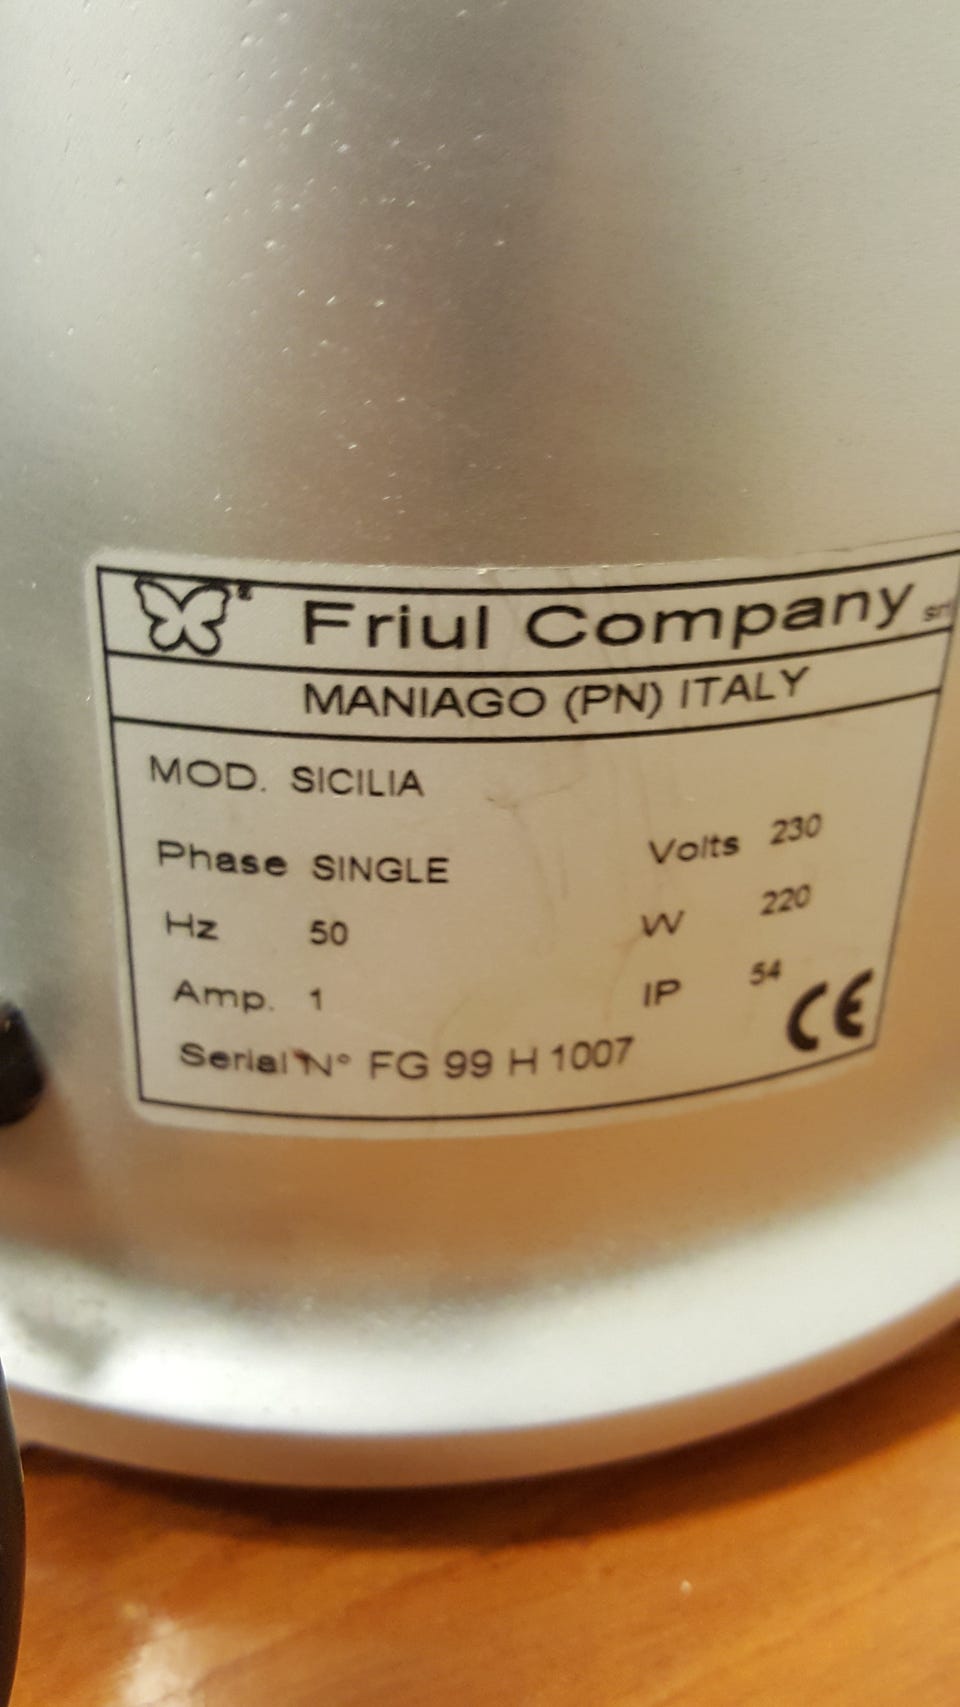 ® Friul Company srl
MANIAGO (PN) ITALY
MOD. SICILIA
Phase SINGLE Volts 230
Hz 50 W 220
Amp. 1 IP 54
Serial N° FG 99 H 1007 CE